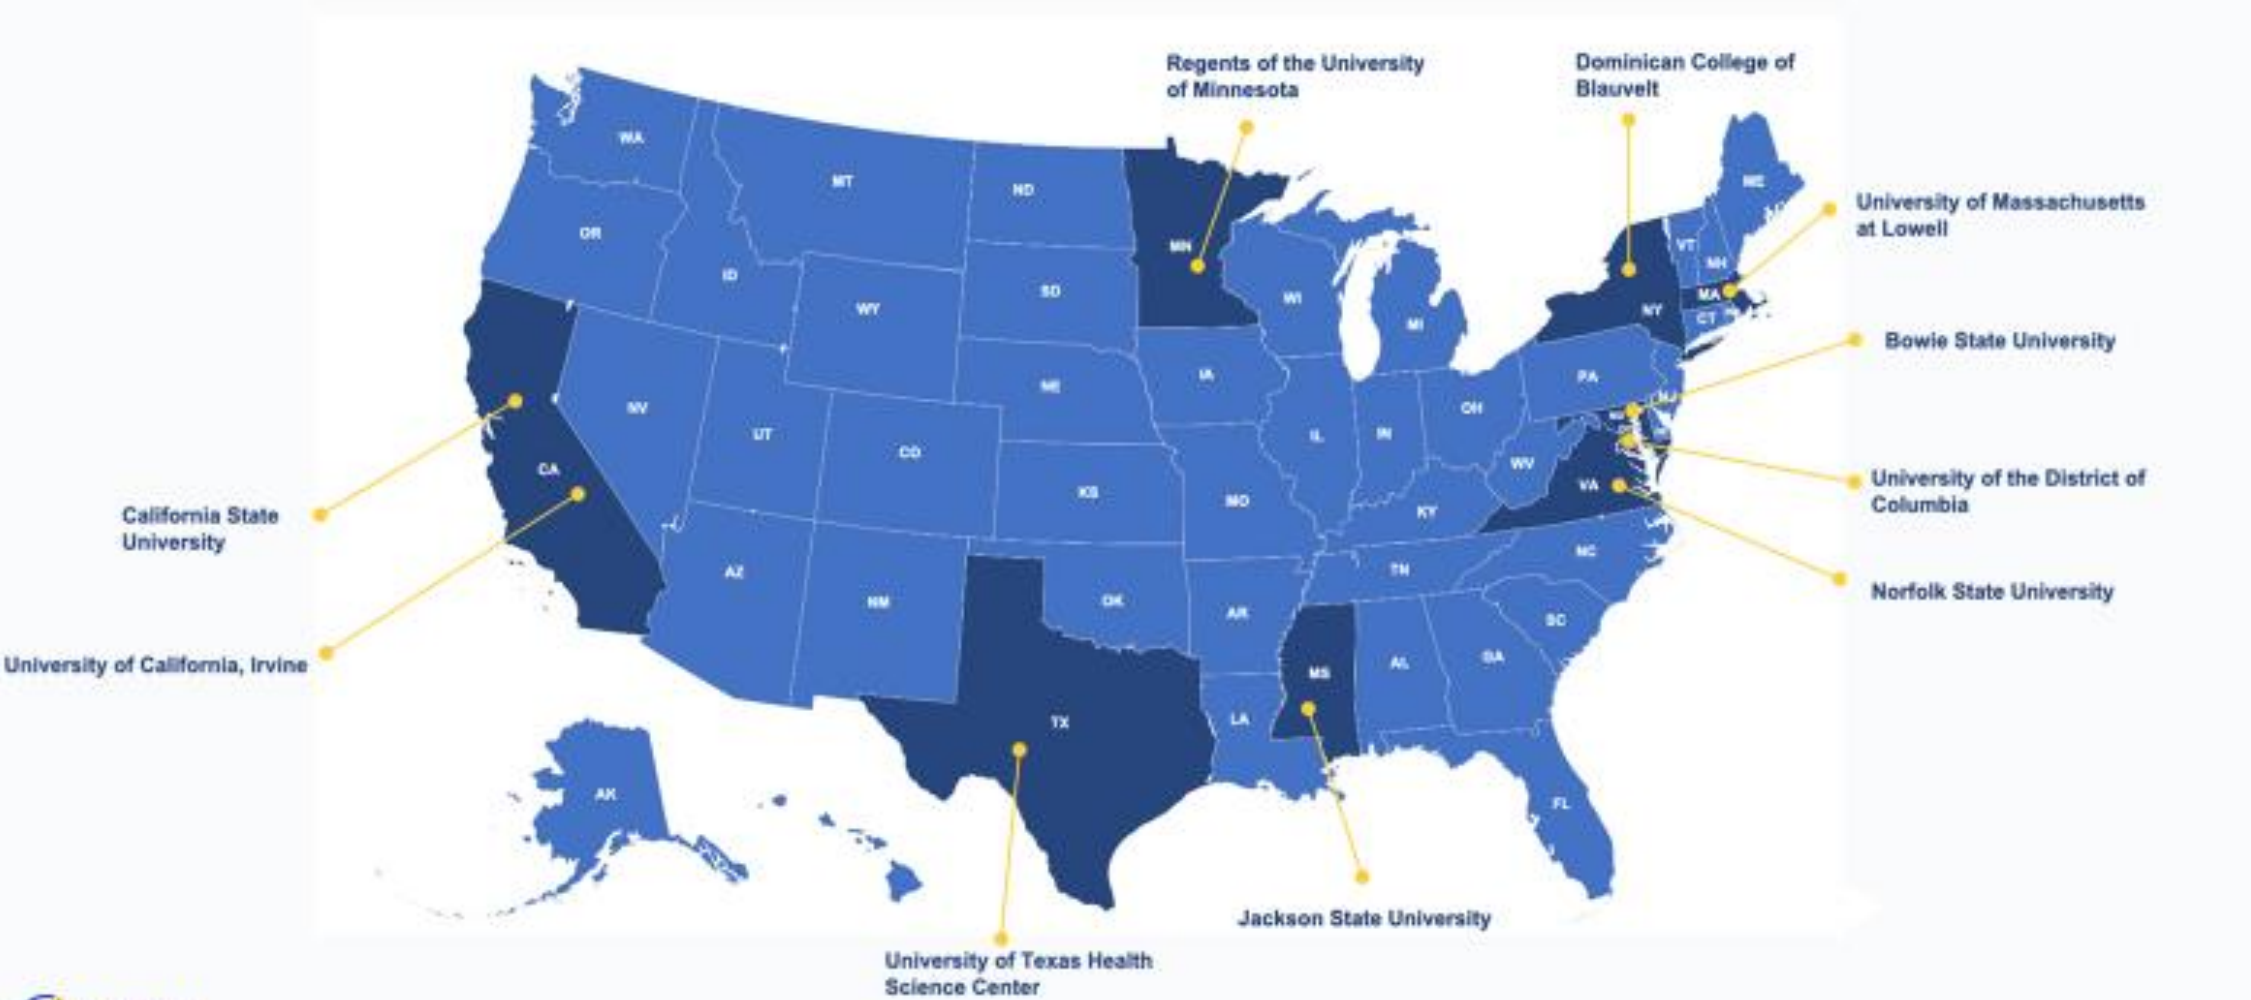 Regents of the University
of Minnesota
Dominican College of
Blauvelt
University of Massachusetts
at Lowell
Bowie State University
University of the District of
Columbia
Norfolk State University
Jackson State University
University of Texas Health
Science Center
University of California, Irvine
California State
University
WA
MT
ND
MN
ME
OR
ID
WY
SD
WI
MI
VT
NH
NY
MA
CT
NV
UT
CO
NE
IA
IL
IN
OH
PA
NJ
CA
KS
MO
KY
WV
VA
AZ
NM
OK
AR
TN
NC
SC
TX
LA
MS
AL
GA
FL
AK